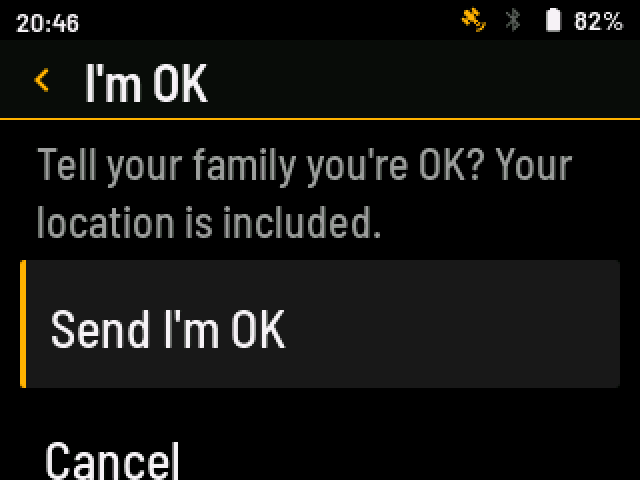 20:46
82%
I'm OK
Tell your family you're OK? Your
location is included.
Send I'm OK
Cancel